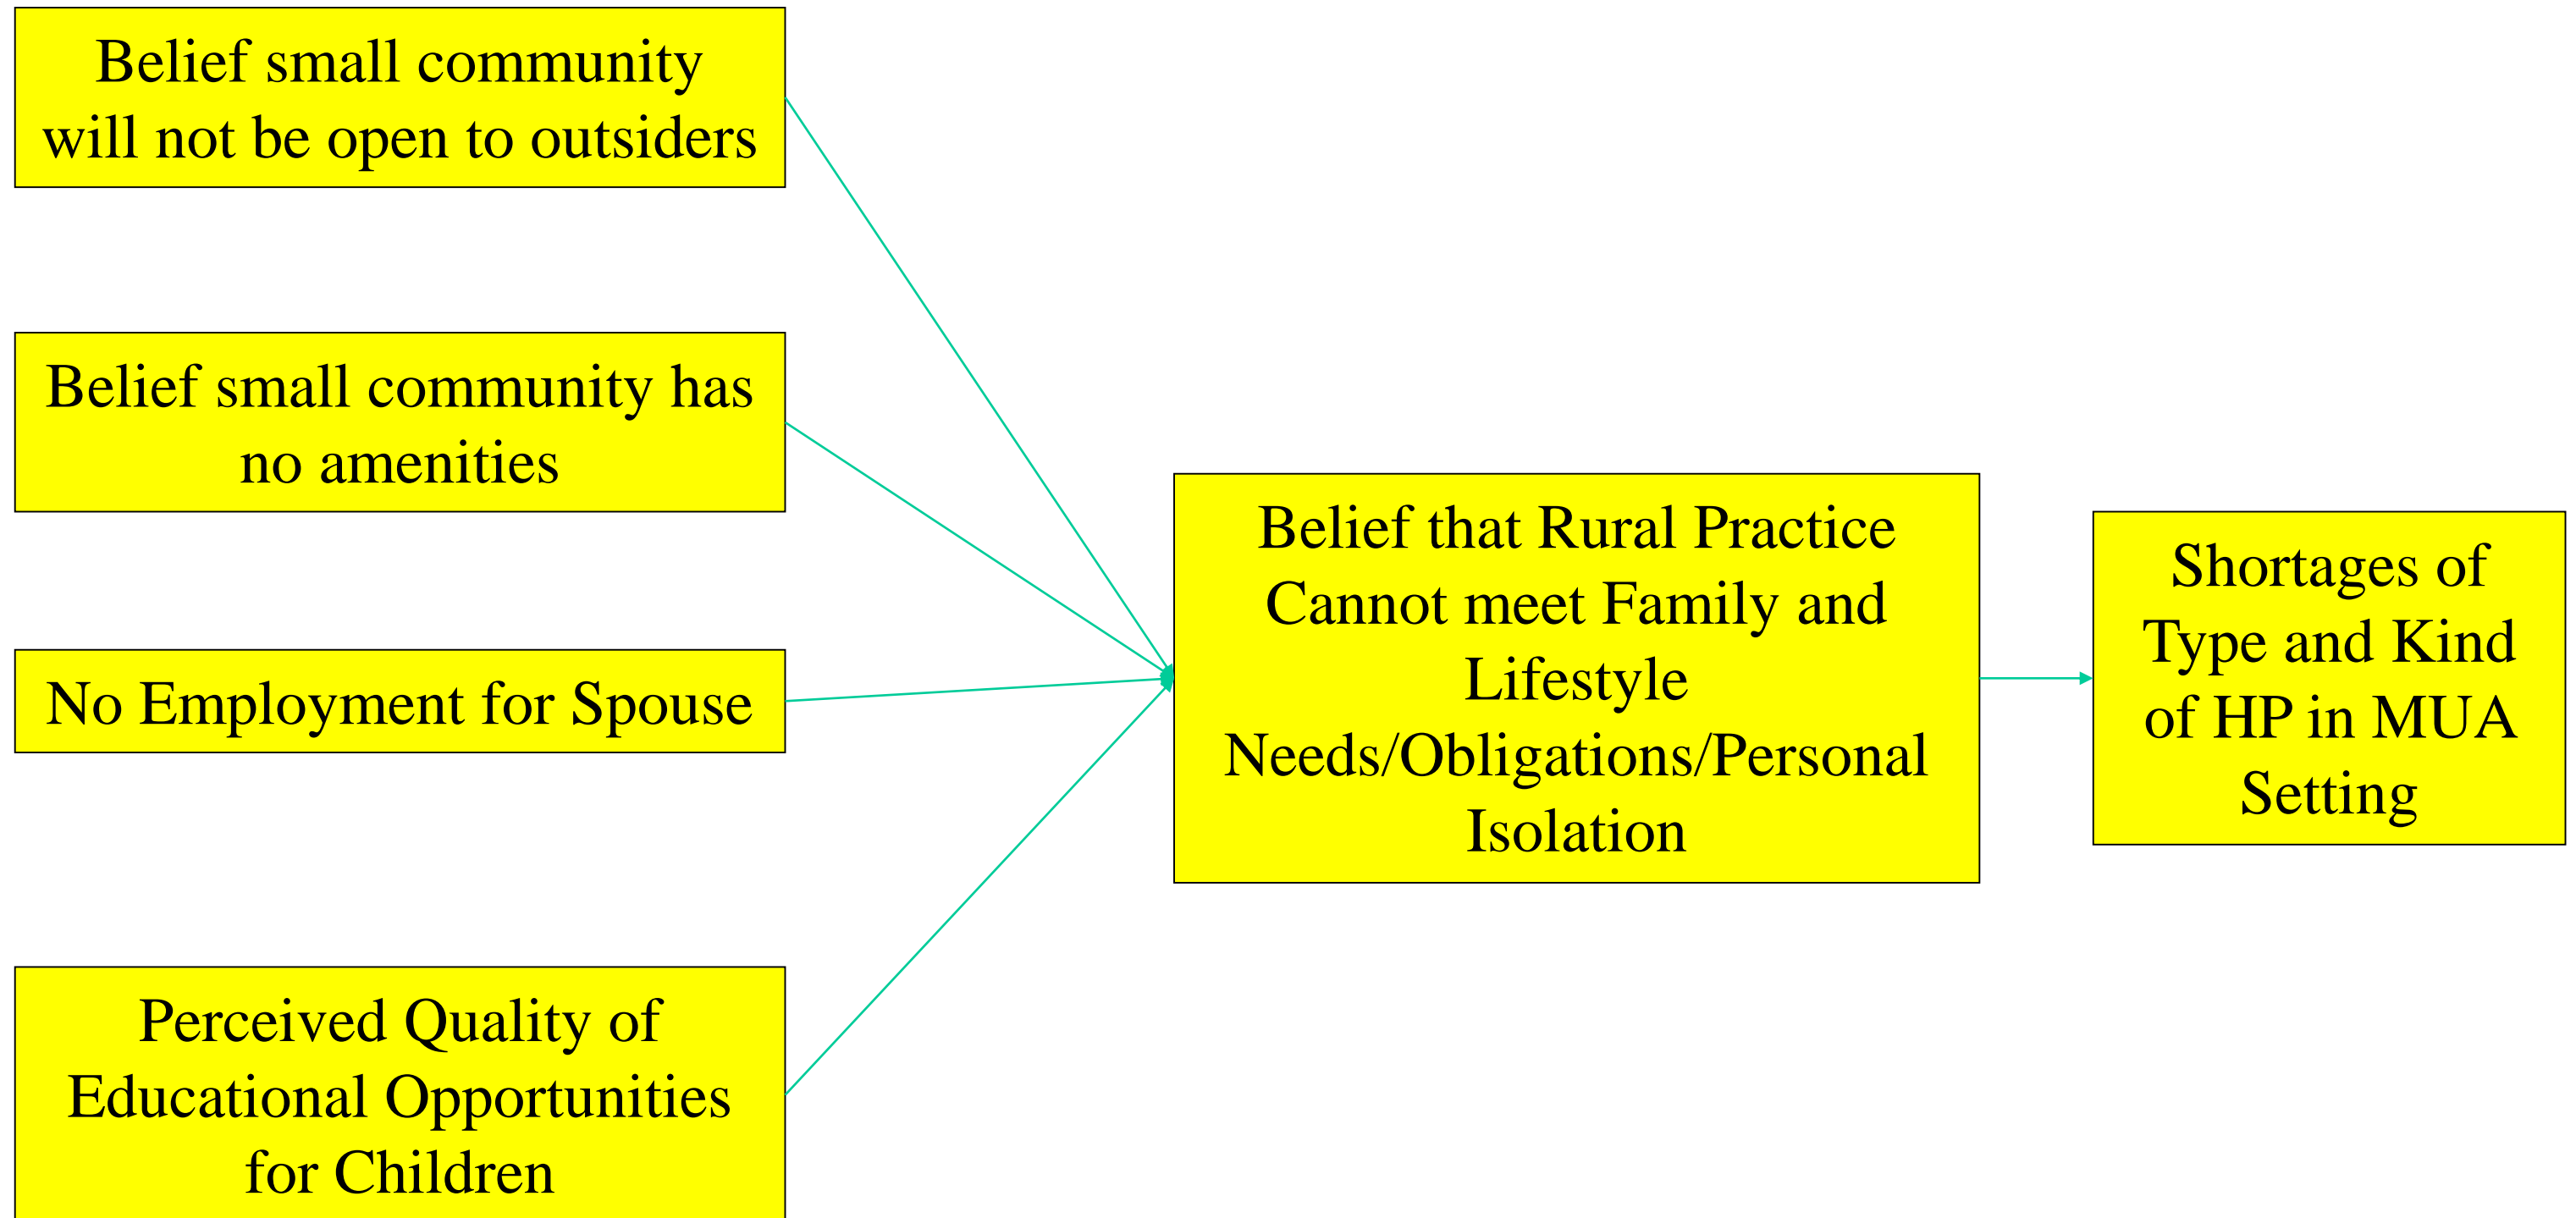 Belief small community
will not be open to outsiders
Belief small community has
no amenities
No Employment for Spouse
Perceived Quality of
Educational Opportunities
for Children
Belief that Rural Practice
Cannot meet Family and
Lifestyle
Needs/Obligations/Personal
Isolation
Shortages of
Type and Kind
of HP in MUA
Setting